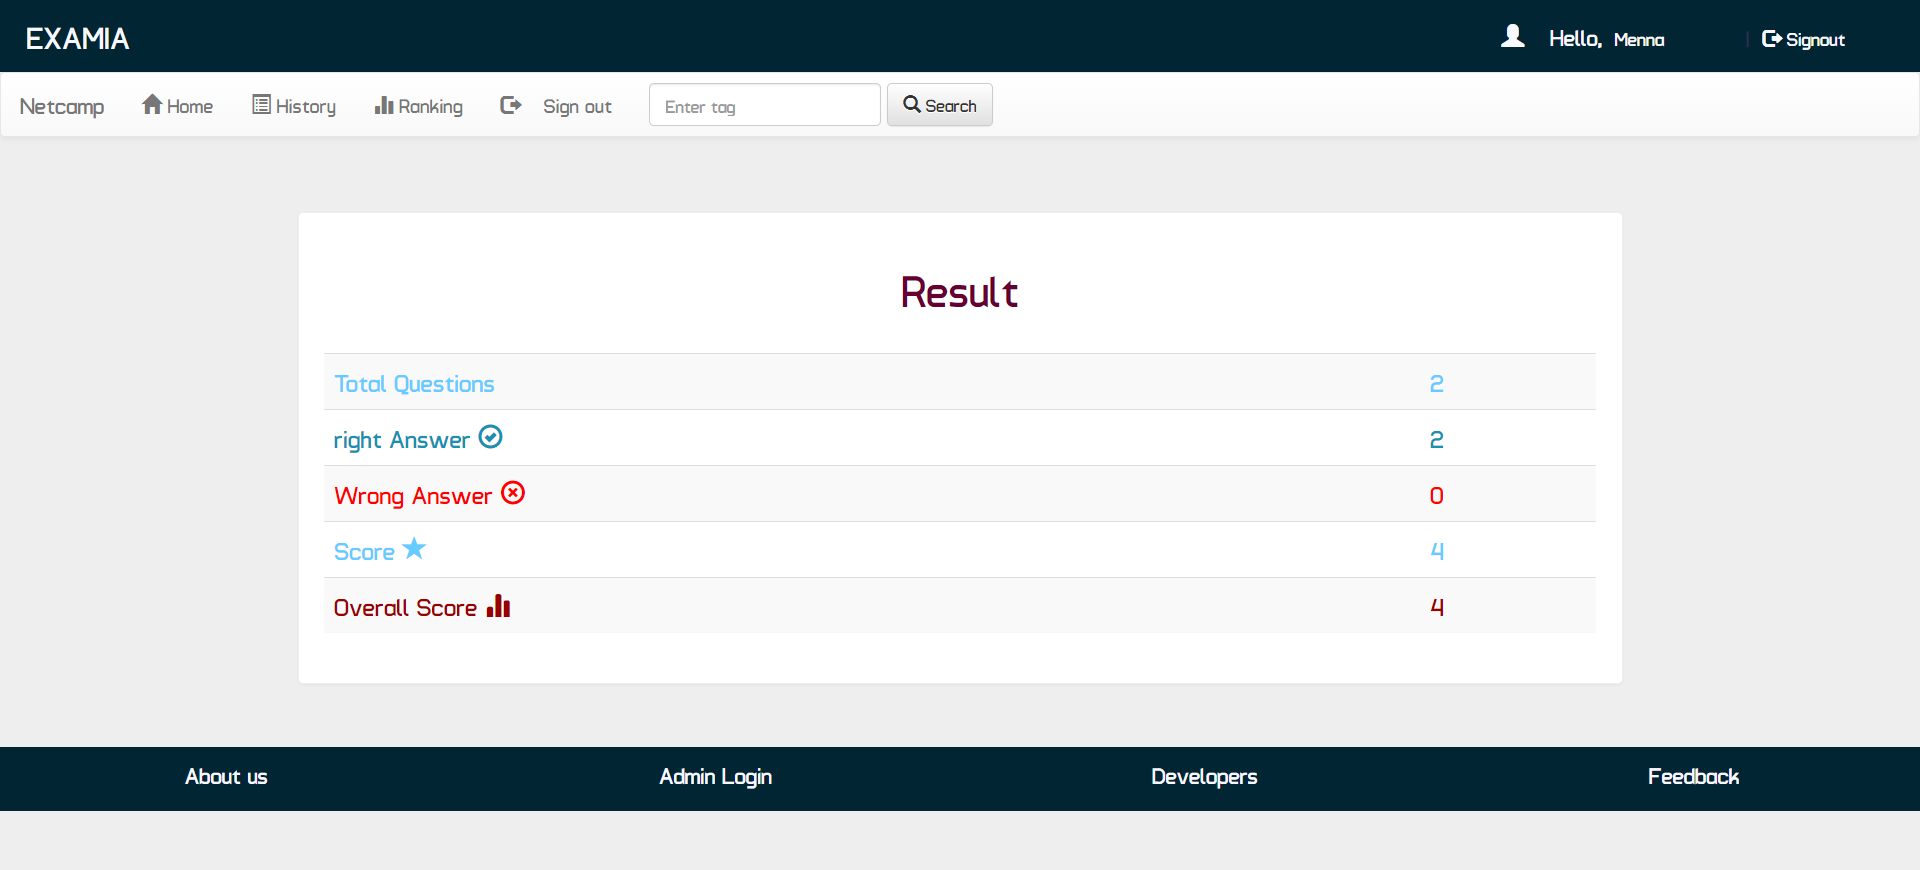 EXAMIA
Hello, Menna | Signout
Netcamp Home History Ranking Sign out Enter tag Search
Result
Total Questions 2
right Answer 2
Wrong Answer 0
Score 4
Overall Score 4
About us Admin Login Developers Feedback